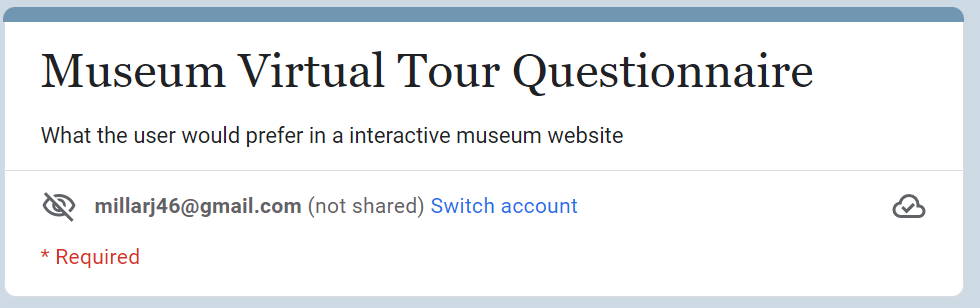 Museum Virtual Tour Questionnaire
What the user would prefer in a interactive museum website
millarj46@gmail.com (not shared) Switch account
* Required